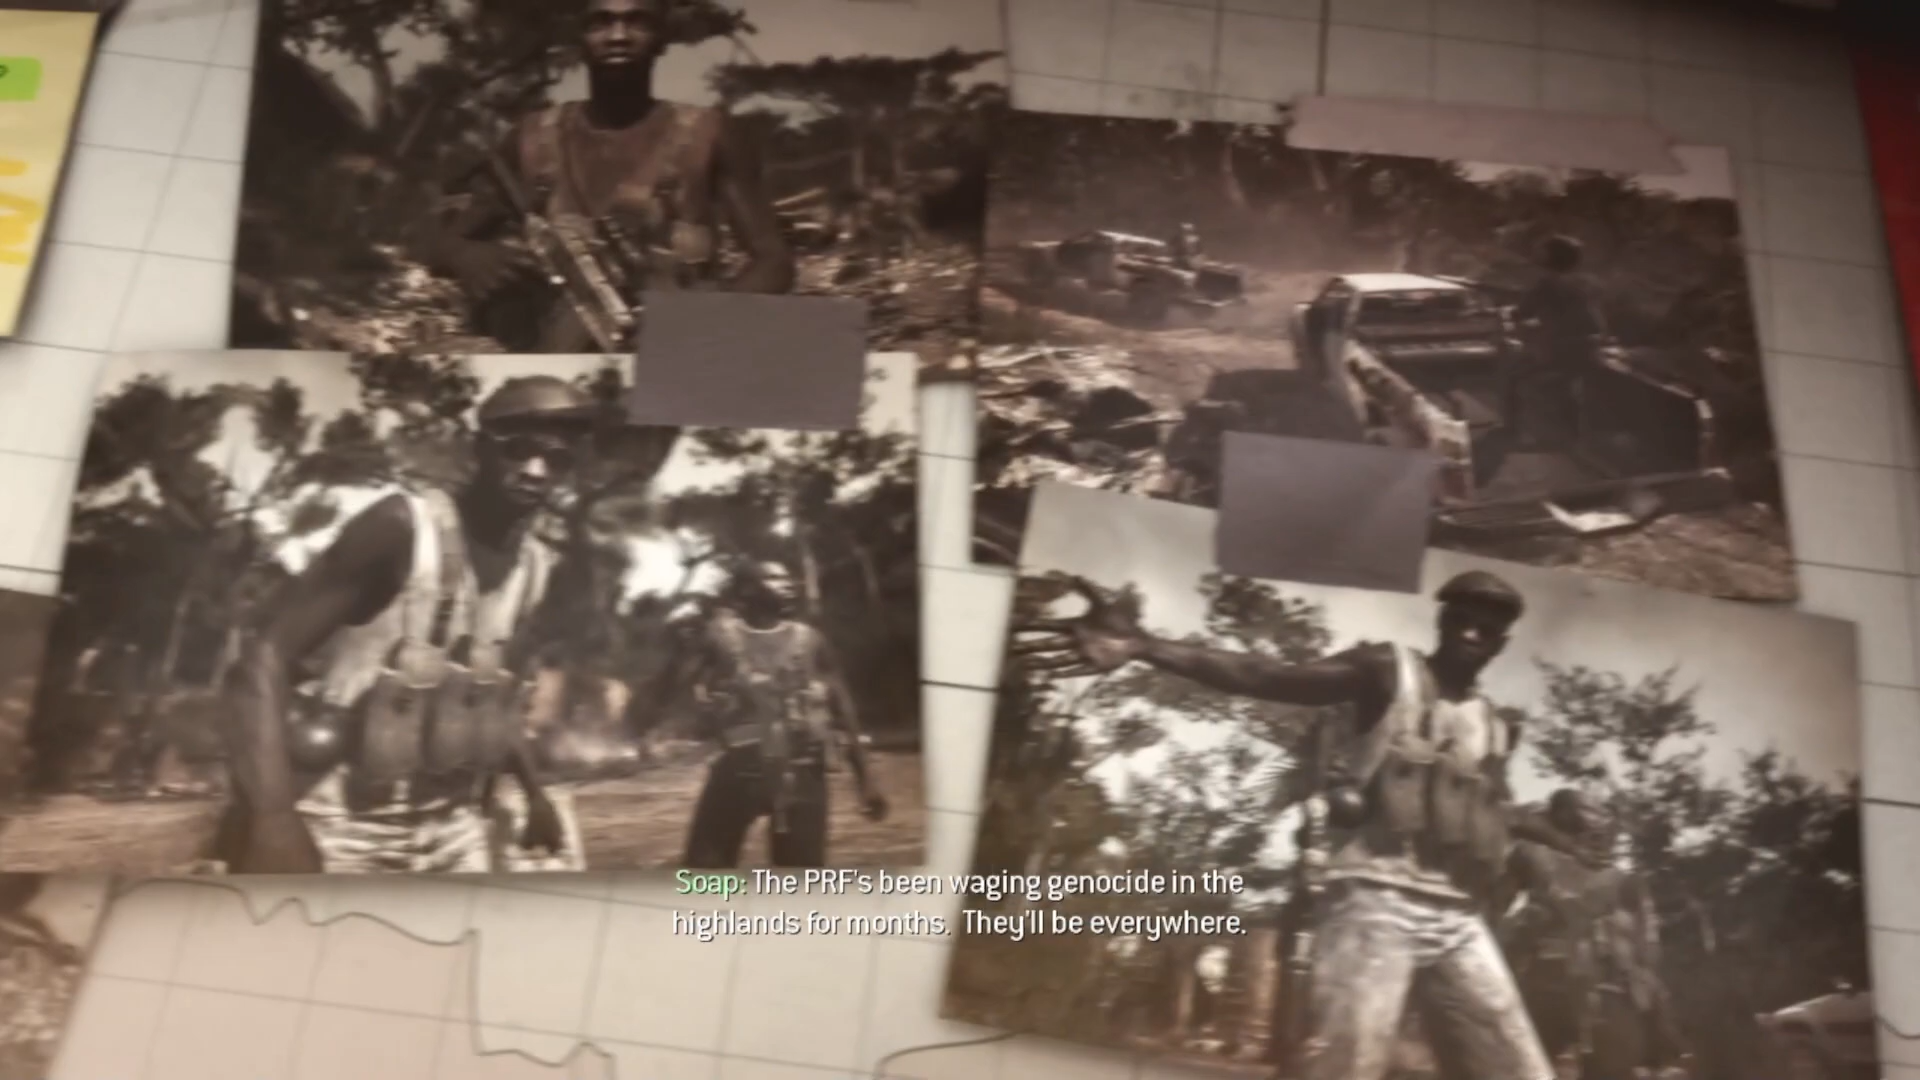 Soap: The PRF's been waging genocide in the
highlands for months. They'll be everywhere.